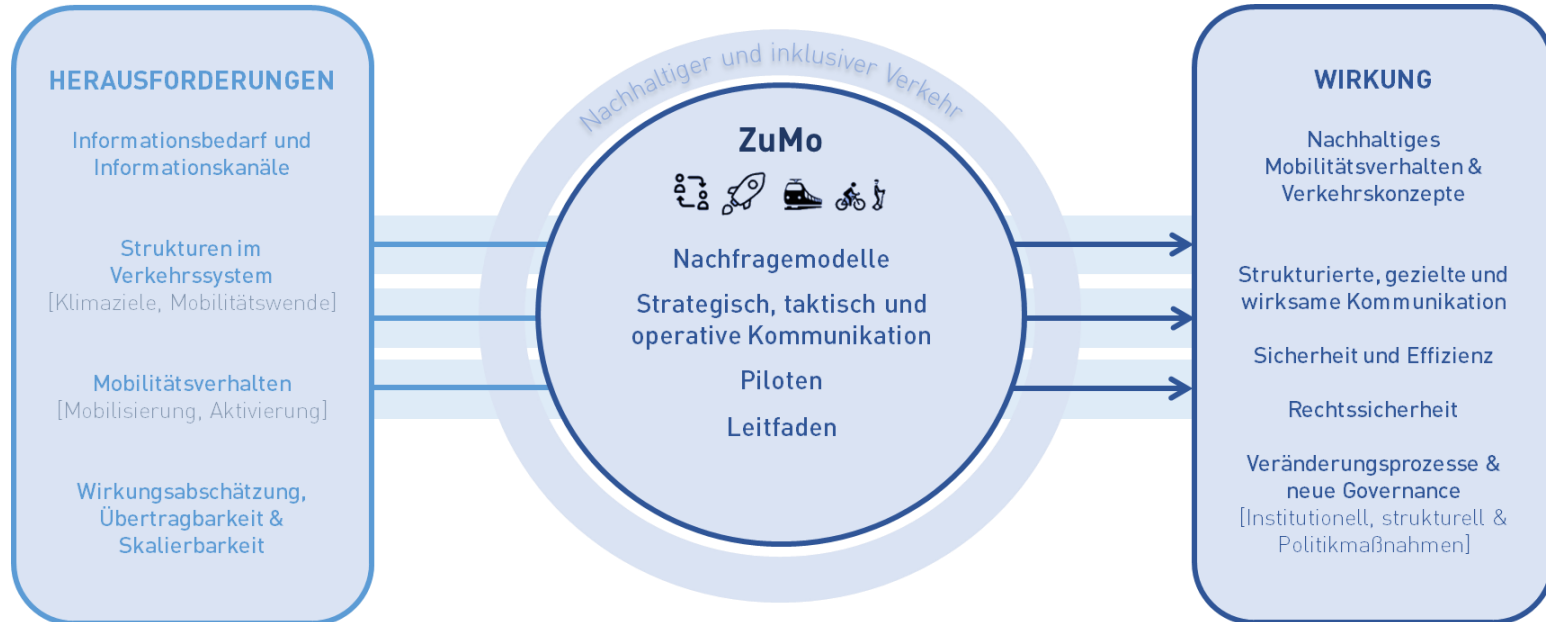 HERAUSFORDERUNGEN
Informationsbedarf und
Informationskanäle
Strukturen im
Verkehrssystem
[Klimaziele, Mobilitätswende]
Mobilitätsverhalten
[Mobilisierung, Aktivierung]
Wirkungsabschätzung,
Übertragbarkeit &
Skalierbarkeit
Nachhaltiger und inklusiver Verkehr
ZuMo
Nachfragemodelle
Strategisch, taktisch und
operative Kommunikation
Piloten
Leitfaden
WIRKUNG
Nachhaltiges
Mobilitätsverhalten &
Verkehrskonzepte
Strukturierte, gezielte und
wirksame Kommunikation
Sicherheit und Effizienz
Rechtssicherheit
Veränderungsprozesse &
neue Governance
[Institutionell, strukturell &
Politikmaßnahmen]